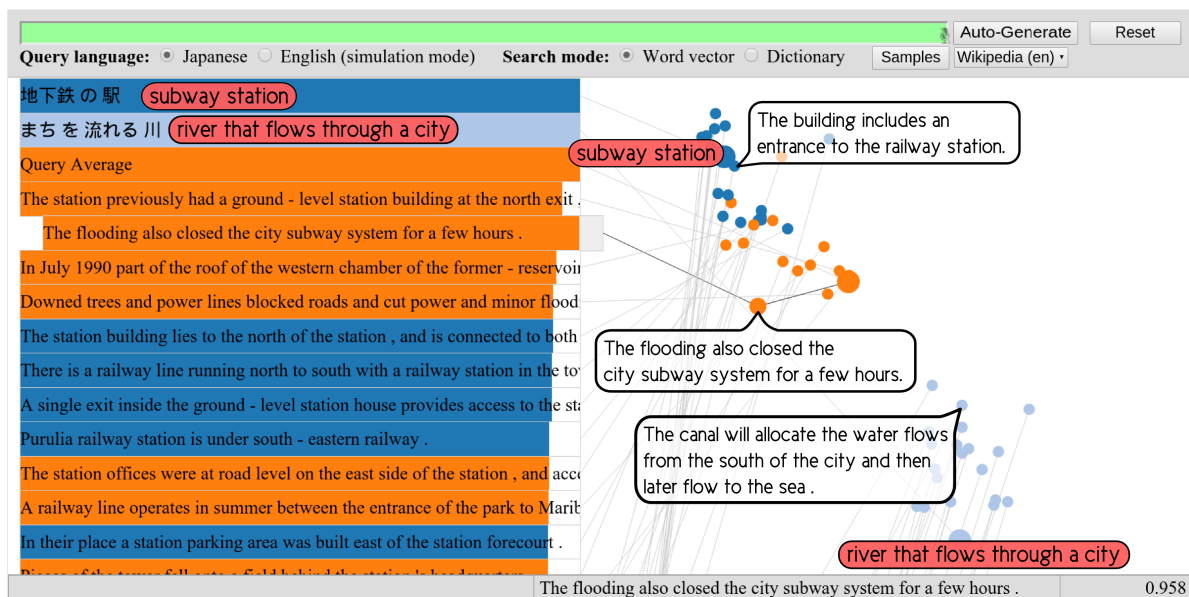 Auto-Generate
Reset
Query language:
Japanese
English (simulation mode)
Search mode:
Word vector
Dictionary
Samples
Wikipedia (en)
地下鉄 の 駅
subway station
まち を 流れる 川
river that flows through a city
Query Average
The station previously had a ground - level station building at the north exit .
The flooding also closed the city subway system for a few hours .
In July 1990 part of the roof of the western chamber of the former - reservoir
Downed trees and power lines blocked roads and cut power and minor flood
The station building lies to the north of the station , and is connected to both
There is a railway line running north to south with a railway station in the to
A single exit inside the ground - level station house provides access to the sta
Purulia railway station is under south - eastern railway .
The station offices were at road level on the east side of the station , and acc
A railway line operates in summer between the entrance of the park to Marib
In their place a station parking area was built east of the station forecourt .
subway station
The building includes an
entrance to the railway station.
The flooding also closed the
city subway system for a few hours.
The canal will allocate the water flows
from the south of the city and then
later flow to the sea .
river that flows through a city
The flooding also closed the city subway system for a few hours .
0.958